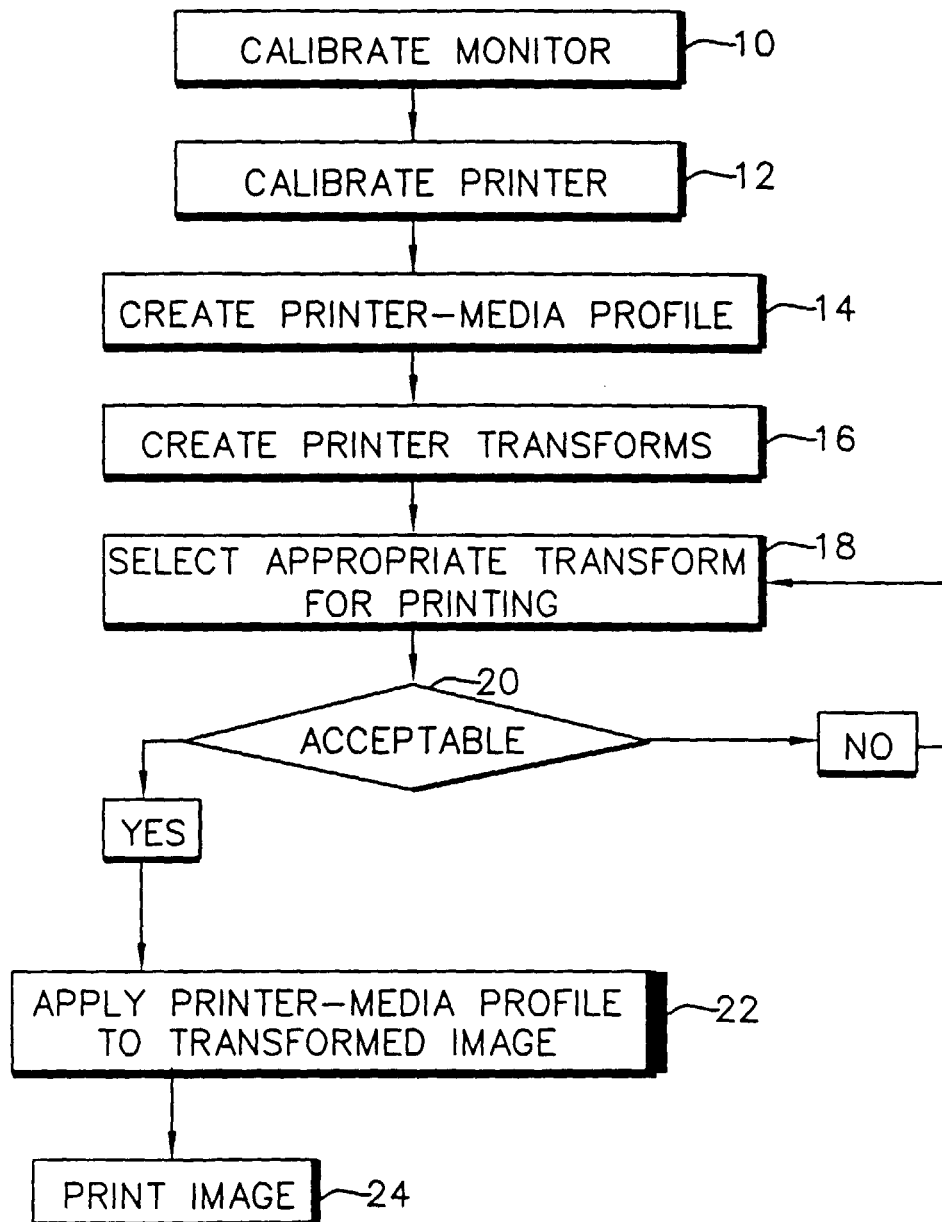 CALIBRATE MONITOR
10
CALIBRATE PRINTER
12
CREATE PRINTER-MEDIA PROFILE
14
CREATE PRINTER TRANSFORMS
16
SELECT APPROPRIATE TRANSFORM
FOR PRINTING
18
20
ACCEPTABLE
NO
YES
APPLY PRINTER-MEDIA PROFILE
TO TRANSFORMED IMAGE
22
PRINT IMAGE
24